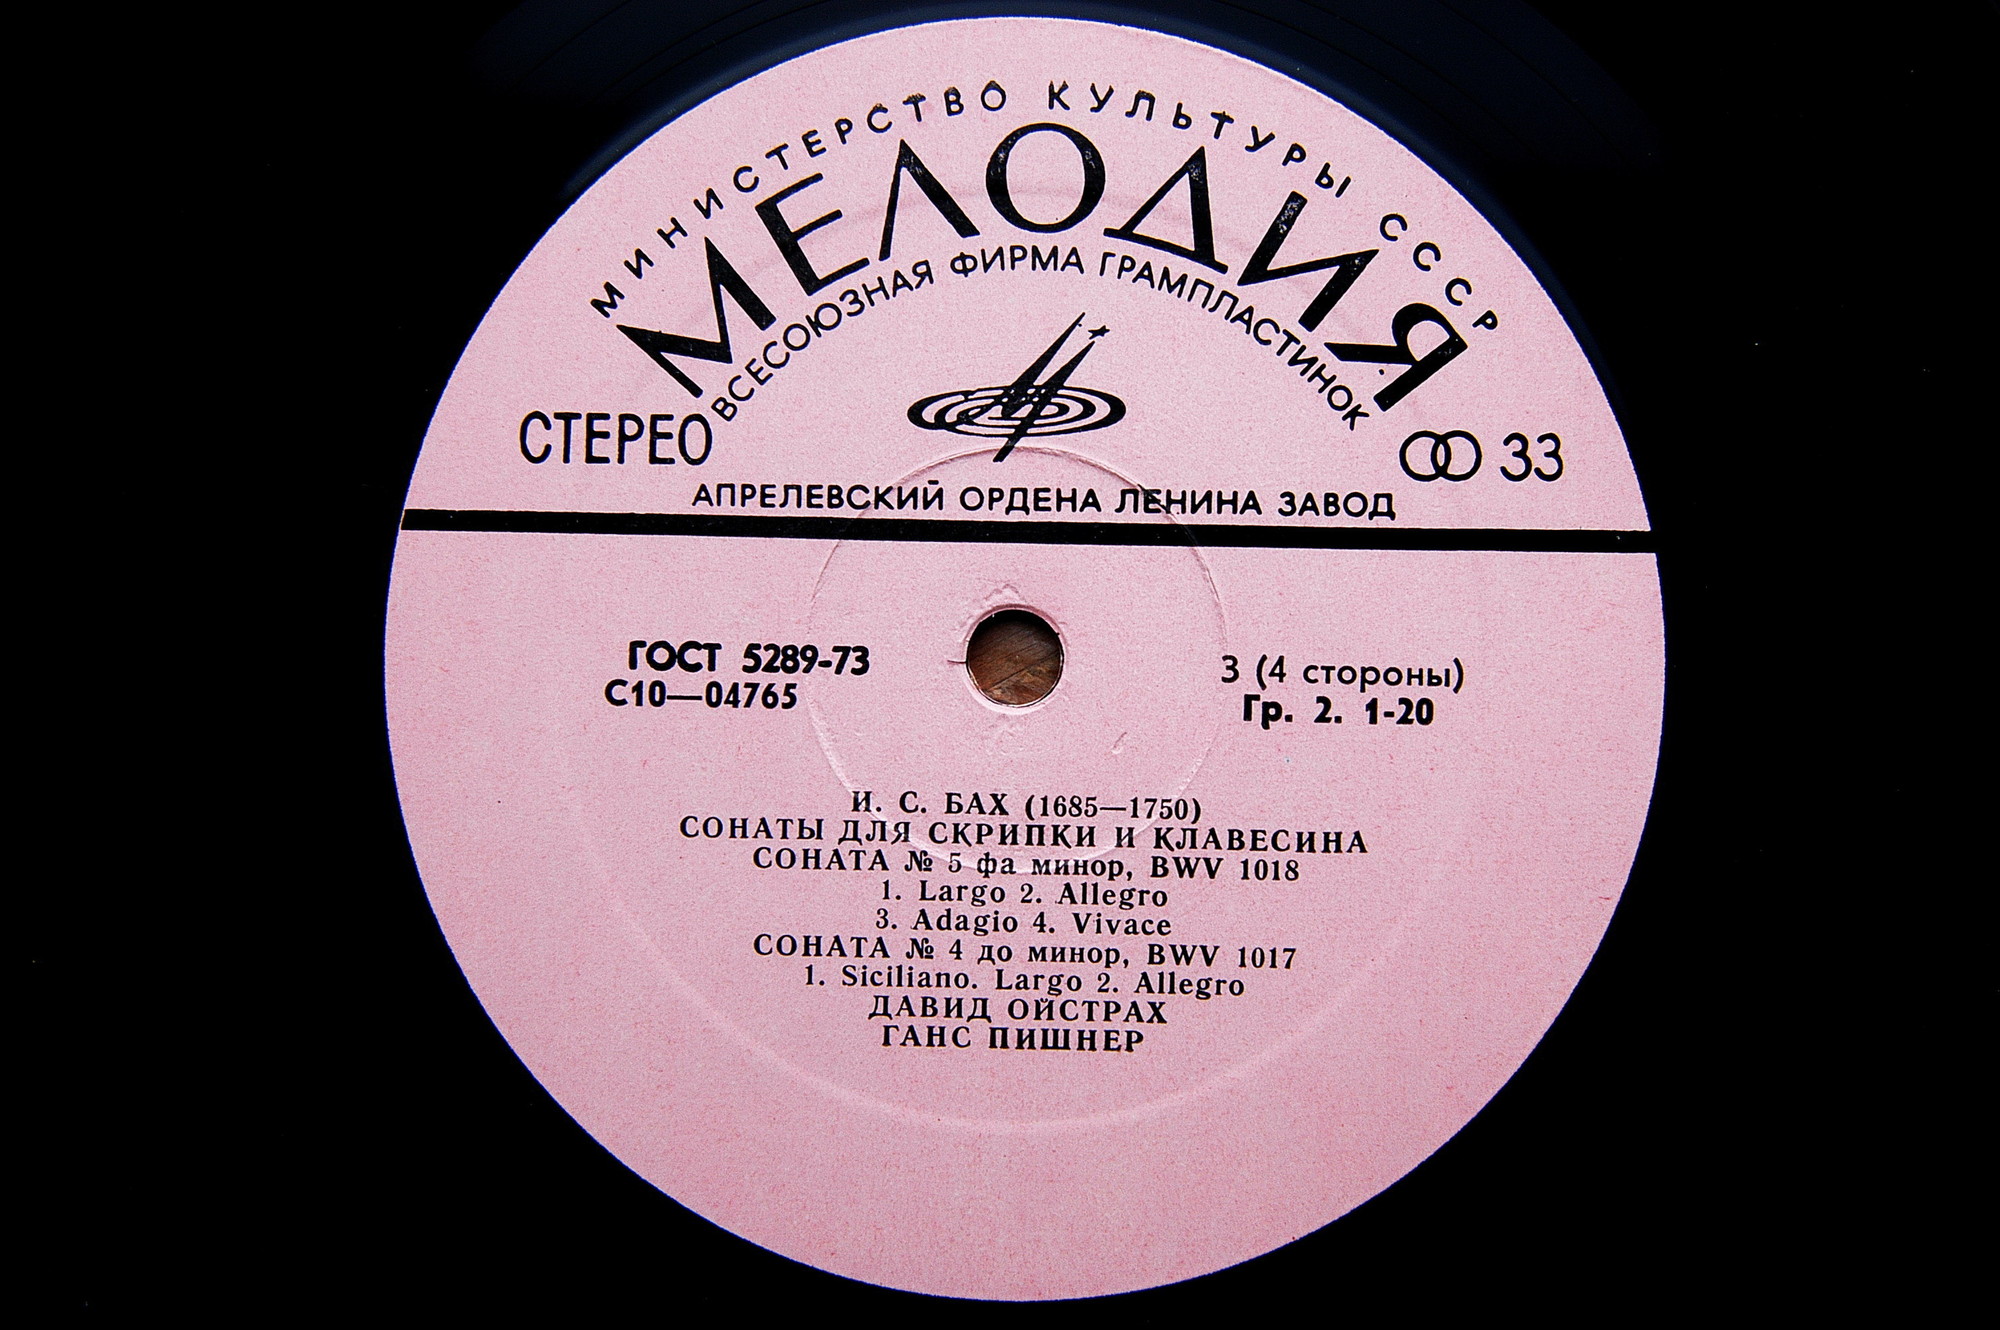 МИНИСТЕРСТВО КУЛЬТУРЫ СССР
МЕЛОДИЯ
ВСЕСОЮЗНАЯ ФИРМА ГРАМПЛАСТИНОК
СТЕРЕО
33
АПРЕЛЕВСКИЙ ОРДЕНА ЛЕНИНА ЗАВОД
ГОСТ 5289-73
С10—04765
3 (4 стороны)
Гр. 2. 1-20
И. С. БАХ (1685—1750)
СОНАТЫ ДЛЯ СКРИПКИ И КЛАВЕСИНА
СОНАТА № 5 фа минор, BWV 1018
1. Largo 2. Allegro
3. Adagio 4. Vivace
СОНАТА № 4 до минор, BWV 1017
1. Siciliano. Largo 2. Allegro
ДАВИД ОЙСТРАХ
ГАНС ПИШНЕР